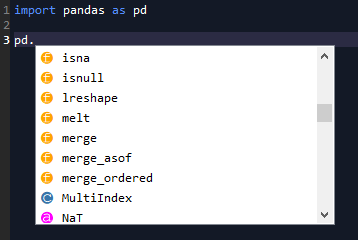 1 import pandas as pd
2
3 pd.
f isna
f isnull
f lreshape
f melt
f merge
f merge_asof
f merge_ordered
C MultiIndex
a NaT